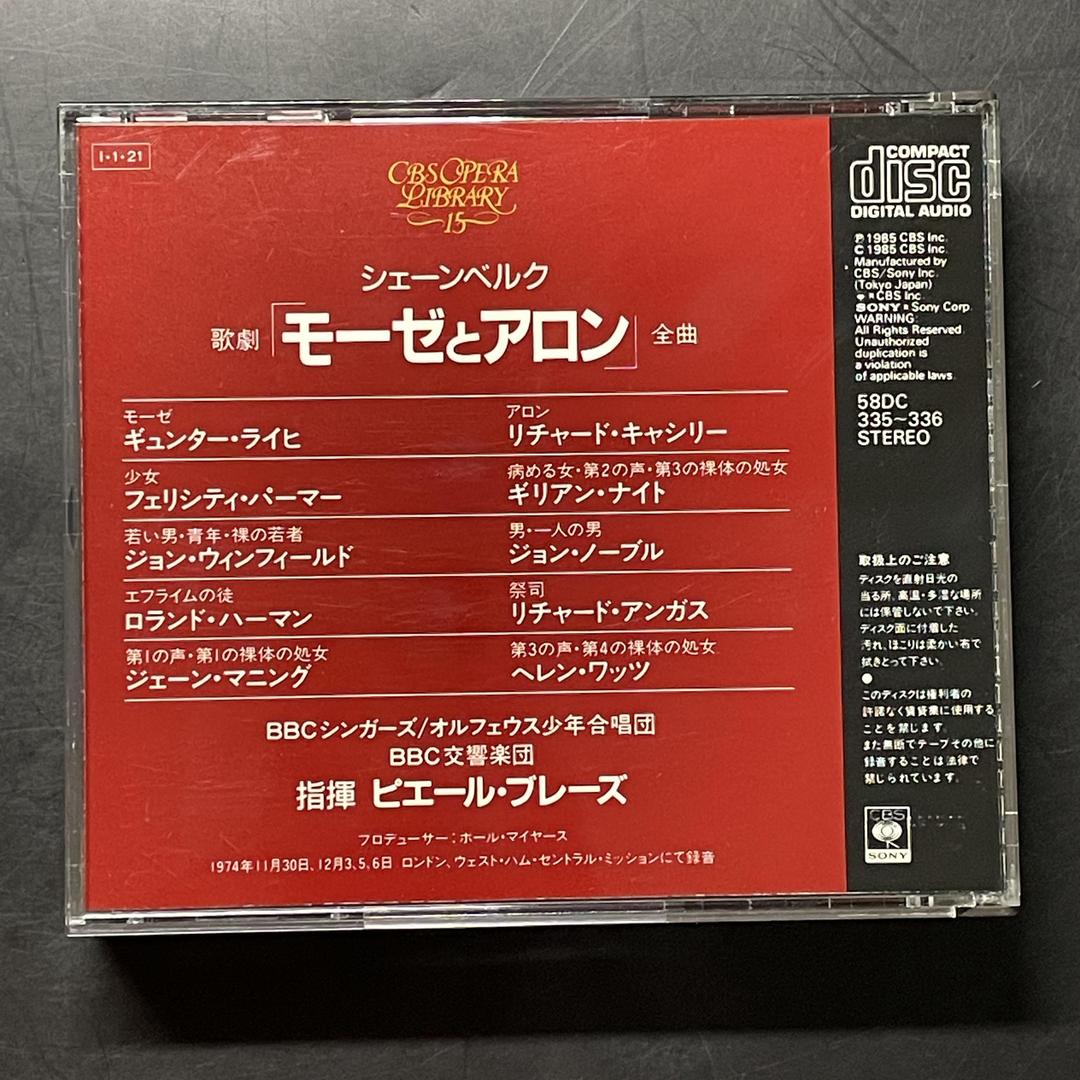 I・1・21
CBS OPERA
LIBRARY
15
シェーンベルク
歌劇「モーゼとアロン」全曲
モーゼ
ギュンター・ライヒ
アロン
リチャード・キャシリー
少女
フェリシティ・パーマー
病める女・第2の声・第3の裸体の処女
ギリアン・ナイト
若い男・青年・裸の若者
ジョン・ウィンフィールド
男・一人の男
ジョン・ノーブル
エフライムの徒
ロランド・ハーマン
祭司
リチャード・アンガス
第1の声・第1の裸体の処女
ジェーン・マニング
第3の声・第4の裸体の処女
ヘレン・ワッツ
BBCシンガーズ/オルフェウス少年合唱団
BBC交響楽団
指揮 ピエール・ブレーズ
プロデューサー:ポール・マイヤース
1974年11月30日、12月3、5、6日 ロンドン、ウェスト・ハム・セントラル・ミッションにて録音
COMPACT
disc
DIGITAL AUDIO
℗ 1985 CBS Inc.
© 1985 CBS Inc.
Manufactured by
CBS/Sony Inc.
(Tokyo Japan)
® CBS Inc.
SONY ® Sony Corp.
WARNING:
All Rights Reserved.
Unauthorized
duplication is
a violation
of applicable laws.
58DC
335~336
STEREO
取扱上のご注意
ディスクを直射日光の
当る所、高温・多湿な場所
には保管しないで下さい。
ディスク面に付着した
汚れ、ほこりは柔かい布で
拭きとって下さい。
●
このディスクは権利者の
許諾なく賃貸業に使用する
ことを禁じます。
また無断でテープその他に
録音することは法律で
禁じられています。
CBS
SONY